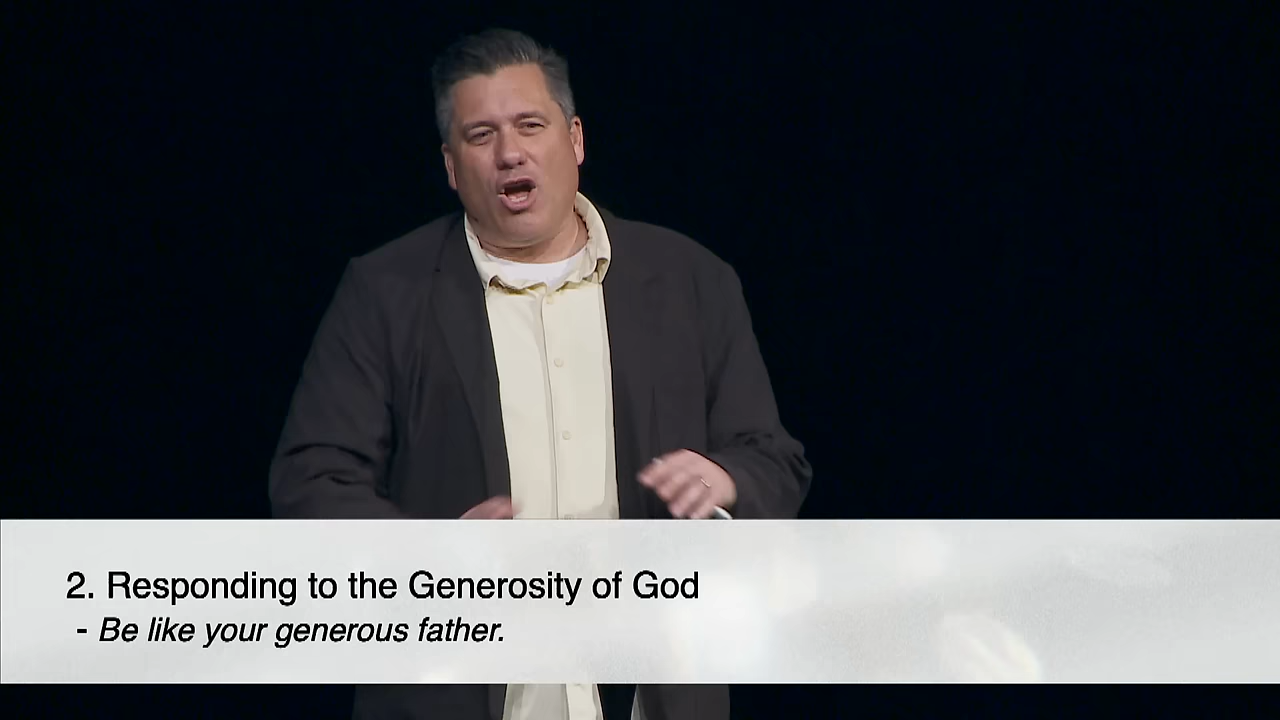 2. Responding to the Generosity of God
- Be like your generous father.